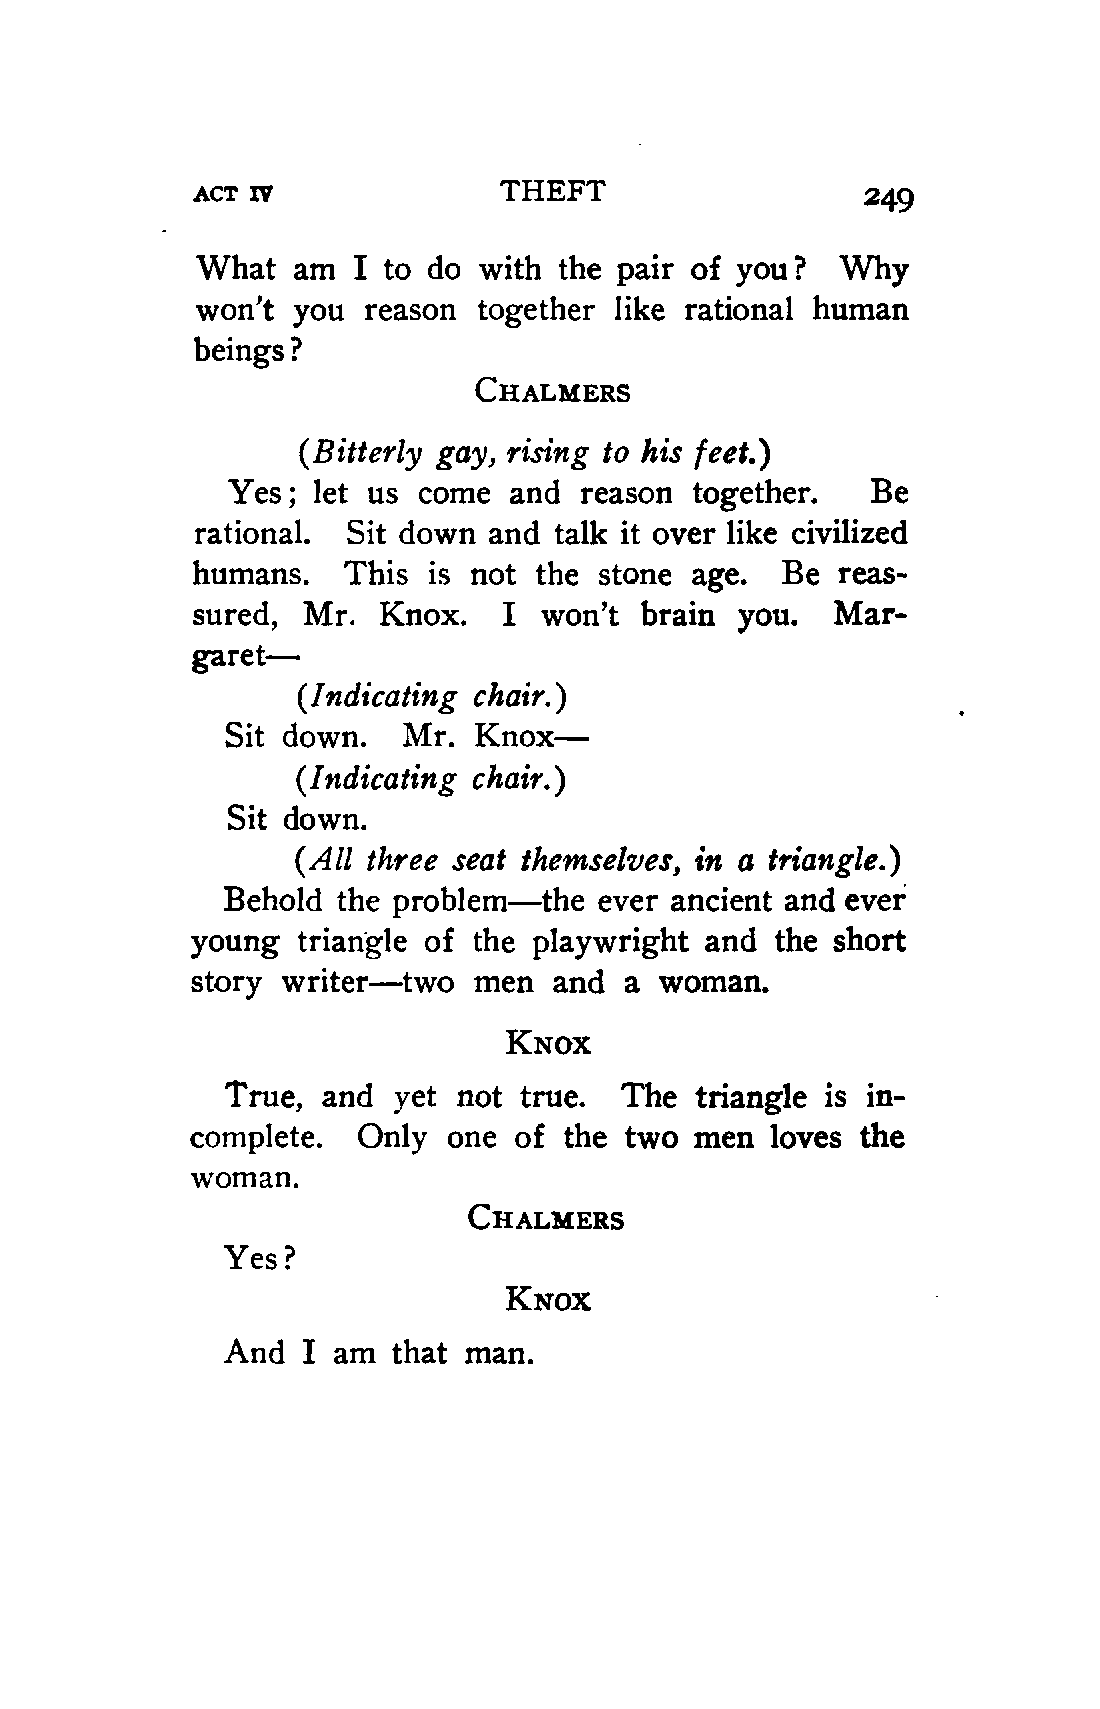 ACT IV THEFT 249
What am I to do with the pair of you? Why
won't you reason together like rational human
beings?
CHALMERS
(Bitterly gay, rising to his feet.)
Yes; let us come and reason together. Be
rational. Sit down and talk it over like civilized
humans. This is not the stone age. Be reas-
sured, Mr. Knox. I won't brain you. Mar-
garet—
(Indicating chair.)
Sit down. Mr. Knox—
(Indicating chair.)
Sit down.
(All three seat themselves, in a triangle.)
Behold the problem—the ever ancient and ever
young triangle of the playwright and the short
story writer—two men and a woman.
KNOX
True, and yet not true. The triangle is in-
complete. Only one of the two men loves the
woman.
CHALMERS
Yes?
KNOX
And I am that man.